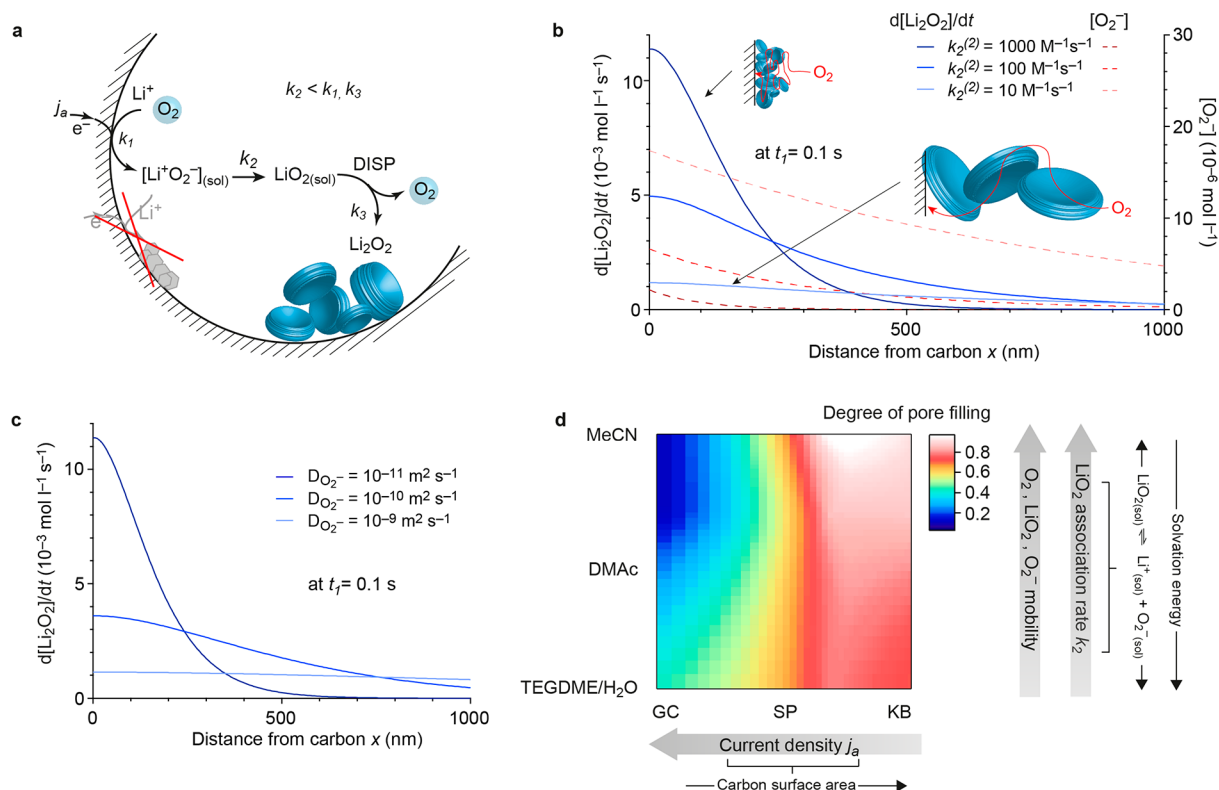 a
Li+
O2
k2 < k1, k3
ja
e−
k1
[Li+O2−](sol)
k2
LiO2(sol)
DISP
O2
k3
Li2O2
e−
Li+
b
d[Li2O2]/dt
[O2−]
k2(2) = 1000 M−1s−1
k2(2) = 100 M−1s−1
k2(2) = 10 M−1s−1
O2
at t1= 0.1 s
O2
d[Li2O2]/dt (10−3 mol l−1 s−1)
10
5
0
[O2−] (10−6 mol l−1)
30
20
10
0
0
500
1000
Distance from carbon x (nm)
c
d[Li2O2]/dt (10−3 mol l−1 s−1)
10
5
0
DO2− = 10−11 m2 s−1
DO2− = 10−10 m2 s−1
DO2− = 10−9 m2 s−1
at t1= 0.1 s
0
500
1000
Distance from carbon x (nm)
d
Degree of pore filling
MeCN
DMAc
TEGDME/H2O
0.8
0.6
0.4
0.2
GC
SP
KB
Current density ja
Carbon surface area
O2 , LiO2 , O2− mobility
LiO2 association rate k2
LiO2(sol) ⇌ Li+(sol) + O2−(sol)
Solvation energy